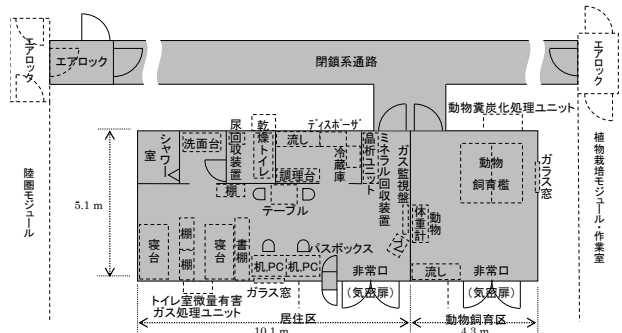 エアロック
エアロック
閉鎖系通路
エアロック
動物糞炭化処理ユニット
シャワー
室
洗面台
尿回収装置
乾燥トイレ
流し
ディスポーザ
冷蔵庫
調理台
晶析ユニット
ミネラル回収装置
ガス監視盤
動物
飼育檻
ガラス窓
陸圏モジュール
植物栽培モジュール・作業室
5.1 m
棚
テーブル
動物
体重計
寝台
棚~棚
寝台
書棚
パスボックス
机,PC
机,PC
非常口
(気密扉)
流し
非常口
(気密扉)
トイレ室微量有害
ガス処理ユニット
ガラス窓
居住区
動物飼育区
10.1 m
4.3 m